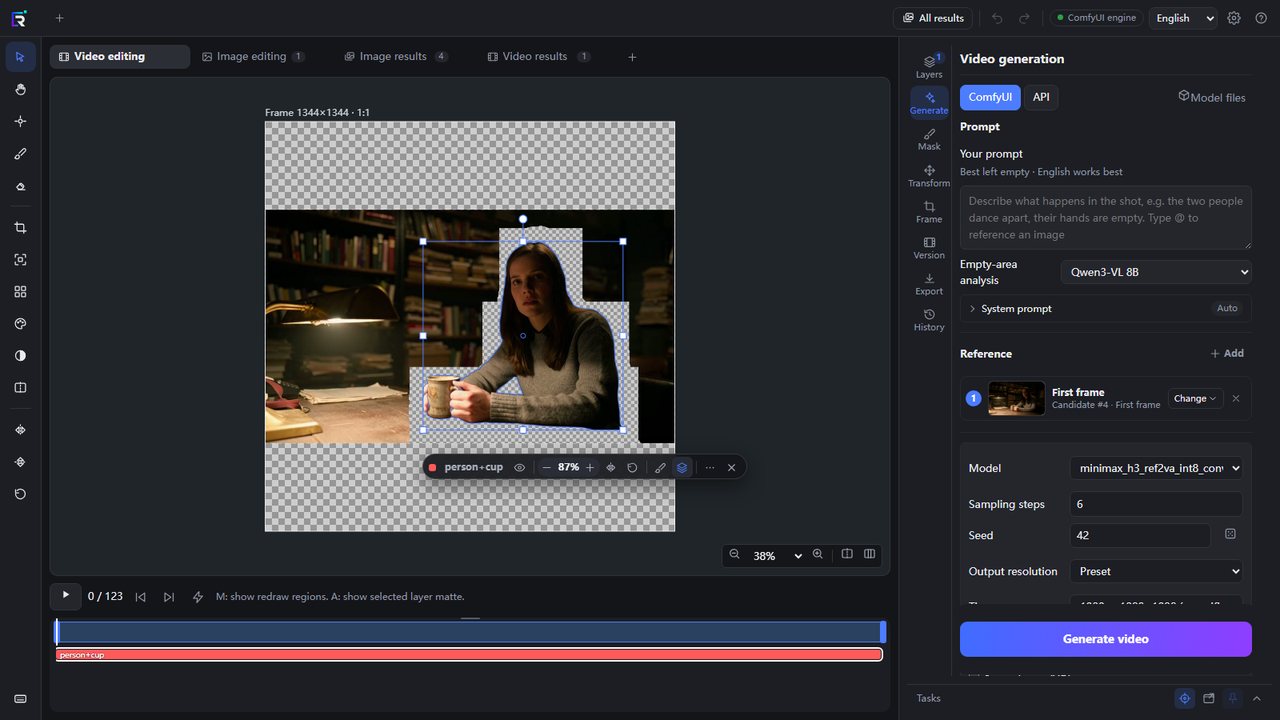 All results
ComfyUI engine
English
Video editing
Image editing 1
Image results 4
Video results 1
Frame 1344×1344 · 1:1
person+cup
87%
38%
0 / 123
M: show redraw regions. A: show selected layer matte.
person+cup
Layers
1
Generate
Mask
Transform
Frame
Version
Export
History
Video generation
ComfyUI
API
Model files
Prompt
Your prompt
Best left empty · English works best
Describe what happens in the shot, e.g. the two people
dance apart, their hands are empty. Type @ to
reference an image
Empty-area
analysis
Qwen3-VL 8B
System prompt
Auto
Reference
Add
1
First frame
Candidate #4 · First frame
Change
Model
minimax_h3_ref2va_int8_conv
Sampling steps
6
Seed
42
Output resolution
Preset
Generate video
Tasks